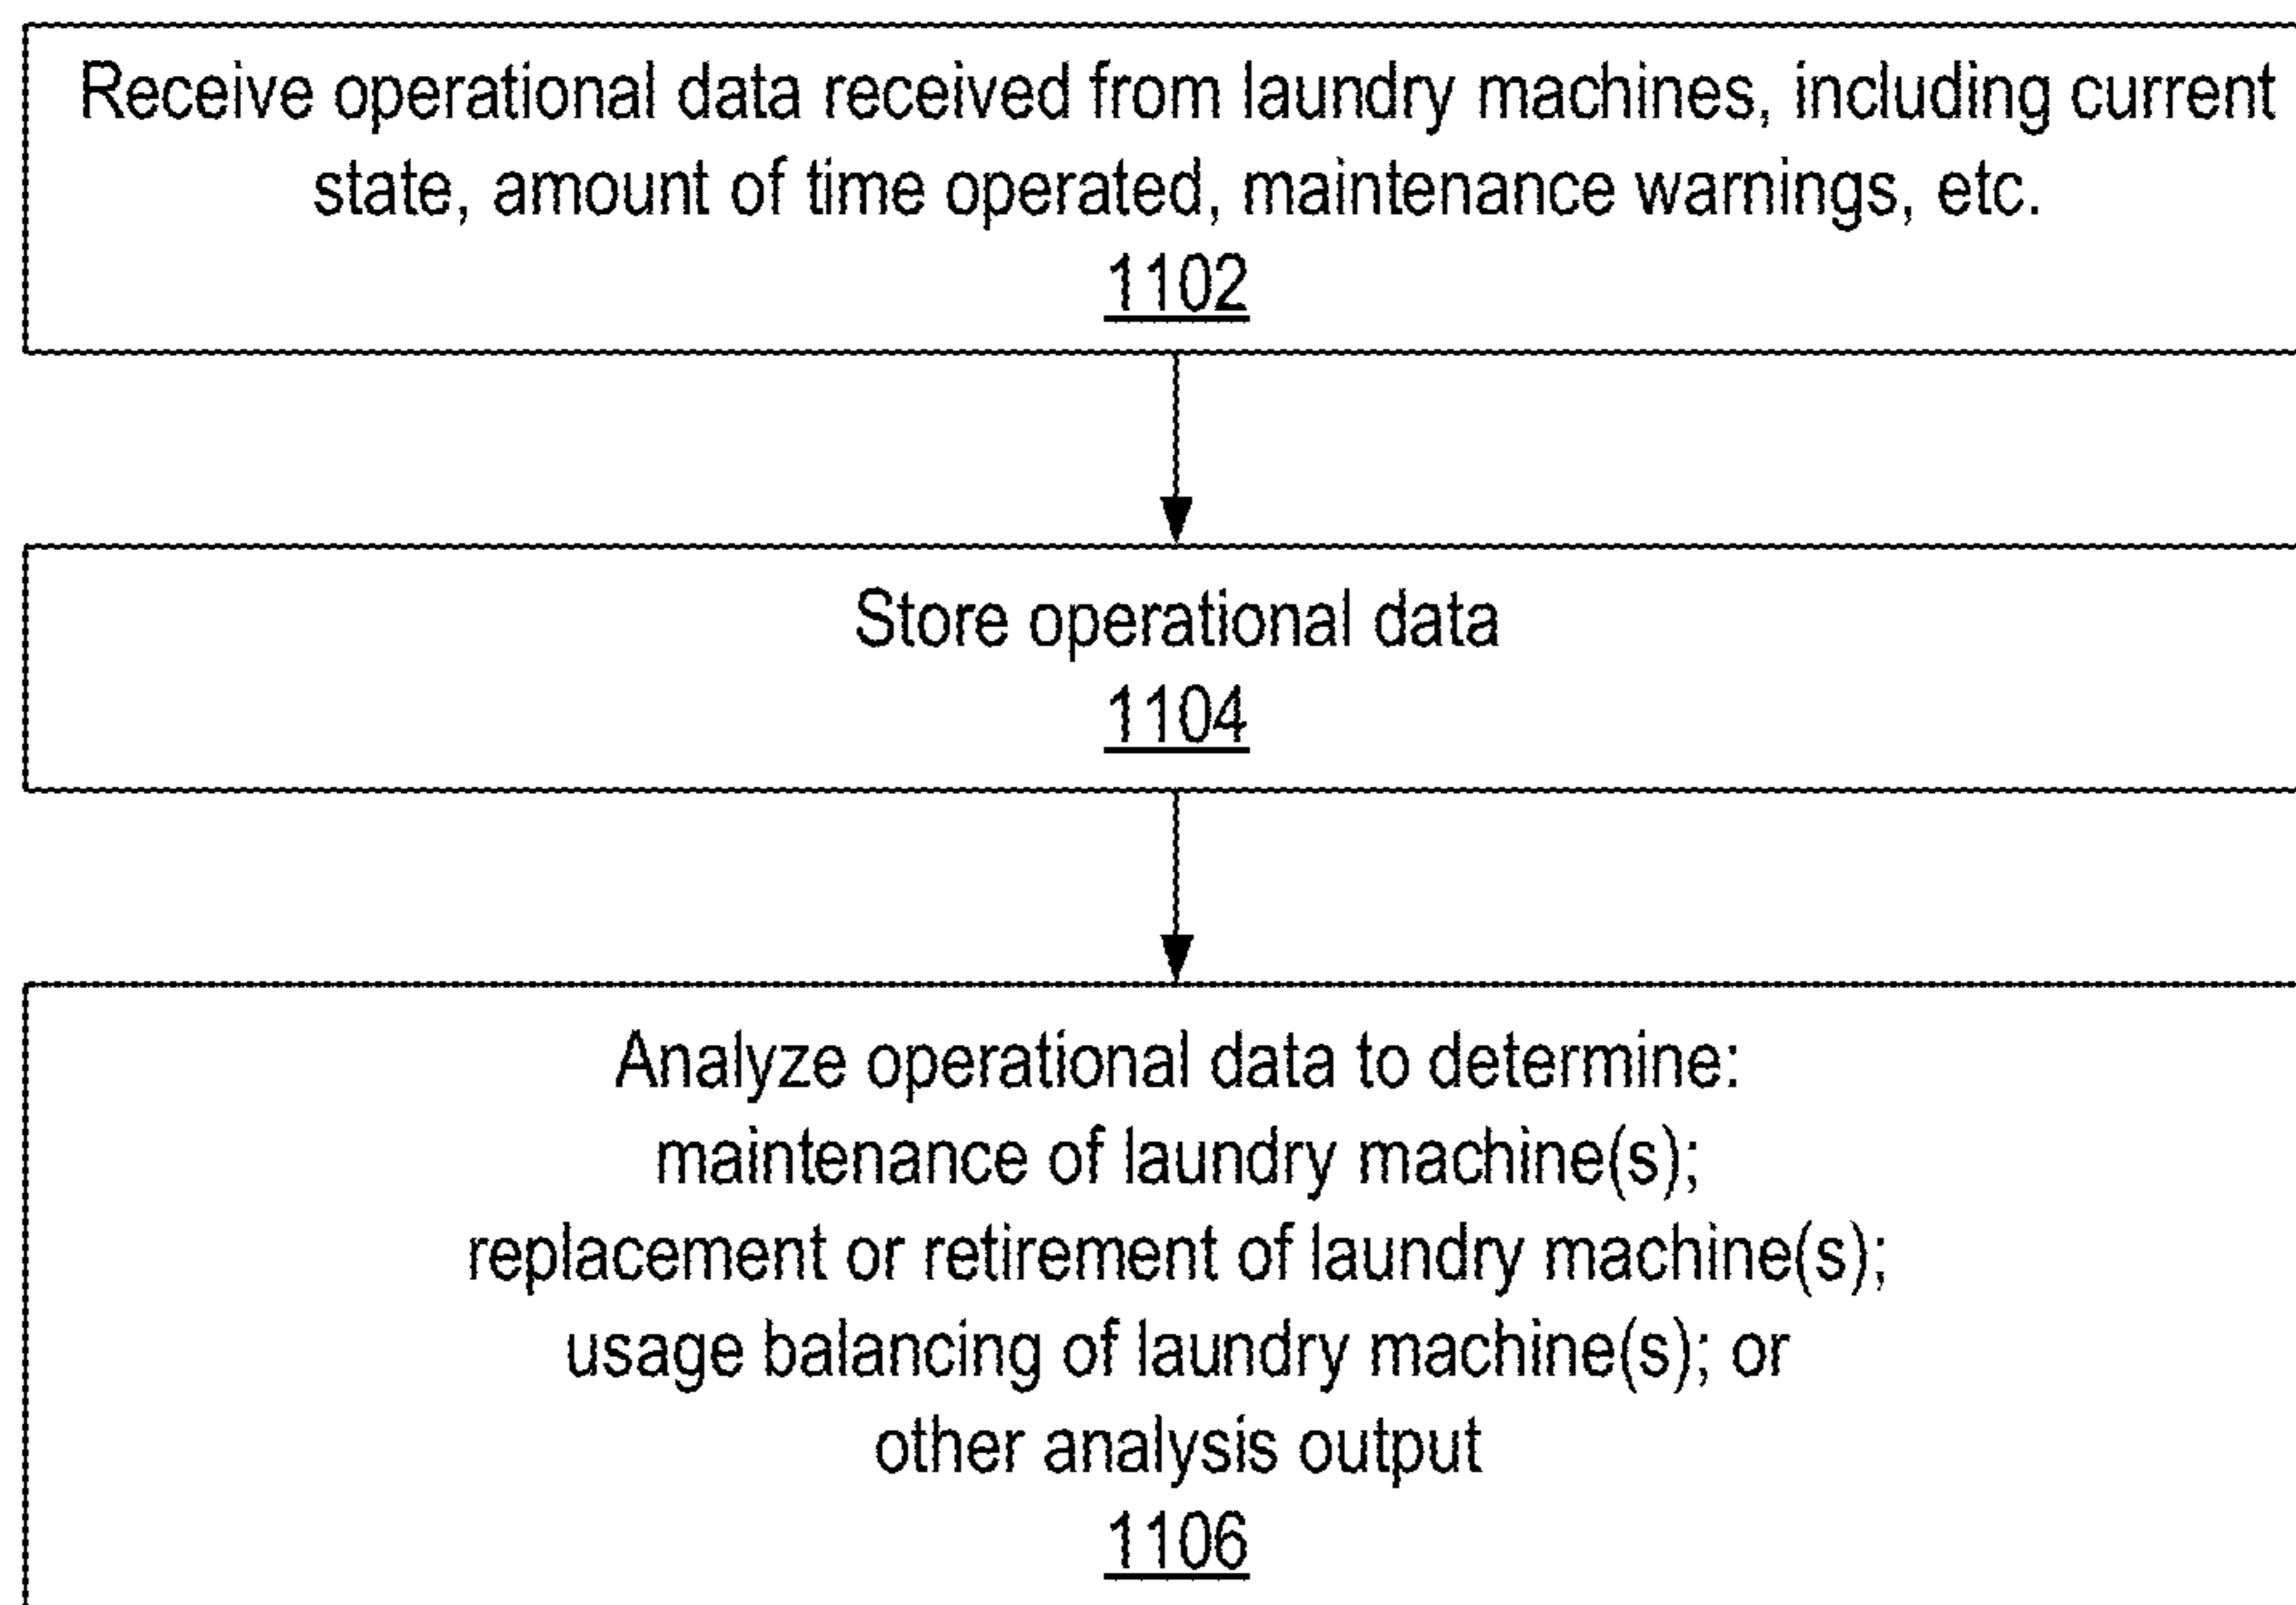 Receive operational data received from laundry machines, including current
state, amount of time operated, maintenance warnings, etc.
1102
Store operational data
1104
Analyze operational data to determine:
maintenance of laundry machine(s);
replacement or retirement of laundry machine(s);
usage balancing of laundry machine(s); or
other analysis output
1106